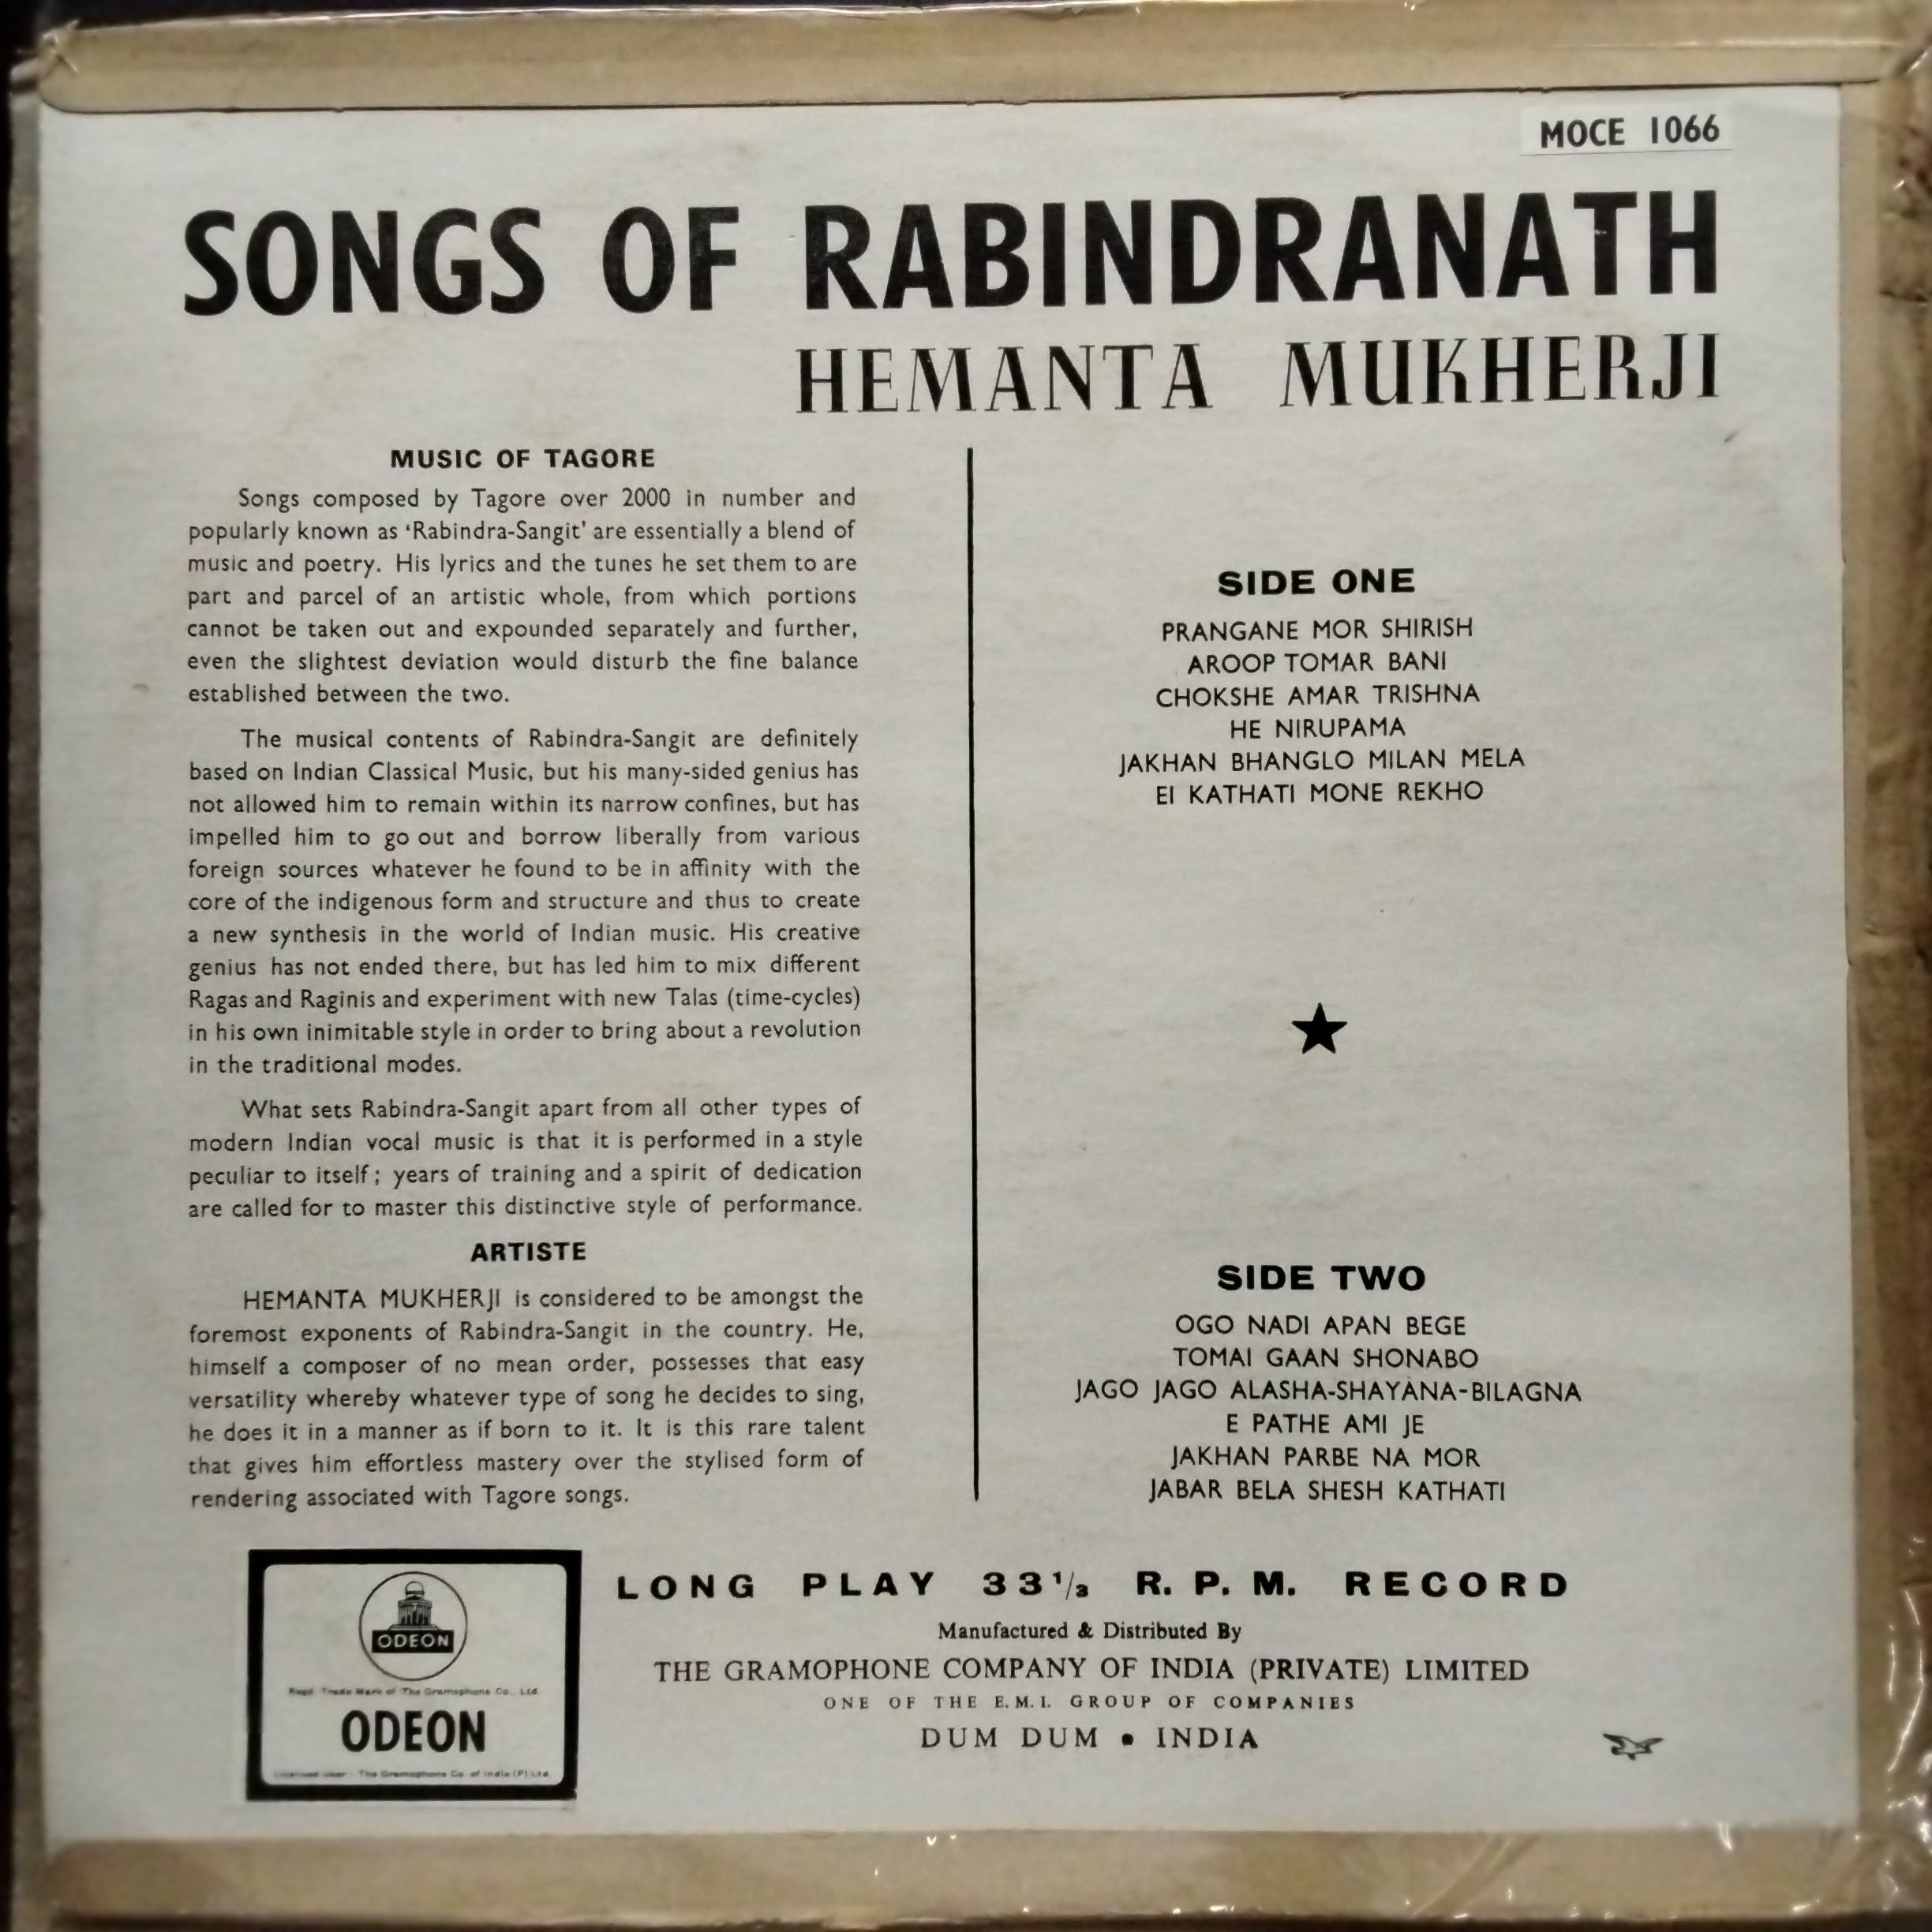 MOCE 1066
SONGS OF RABINDRANATH
HEMANTA MUKHERJI
MUSIC OF TAGORE
Songs composed by Tagore over 2000 in number and
popularly known as ‘Rabindra-Sangit’ are essentially a blend of
music and poetry. His lyrics and the tunes he set them to are
part and parcel of an artistic whole, from which portions
cannot be taken out and expounded separately and further,
even the slightest deviation would disturb the fine balance
established between the two.
The musical contents of Rabindra-Sangit are definitely
based on Indian Classical Music, but his many-sided genius has
not allowed him to remain within its narrow confines, but has
impelled him to go out and borrow liberally from various
foreign sources whatever he found to be in affinity with the
core of the indigenous form and structure and thus to create
a new synthesis in the world of Indian music. His creative
genius has not ended there, but has led him to mix different
Ragas and Raginis and experiment with new Talas (time-cycles)
in his own inimitable style in order to bring about a revolution
in the traditional modes.
What sets Rabindra-Sangit apart from all other types of
modern Indian vocal music is that it is performed in a style
peculiar to itself; years of training and a spirit of dedication
are called for to master this distinctive style of performance.
ARTISTE
HEMANTA MUKHERJI is considered to be amongst the
foremost exponents of Rabindra-Sangit in the country. He,
himself a composer of no mean order, possesses that easy
versatility whereby whatever type of song he decides to sing,
he does it in a manner as if born to it. It is this rare talent
that gives him effortless mastery over the stylised form of
rendering associated with Tagore songs.
SIDE ONE
PRANGANE MOR SHIRISH
AROOP TOMAR BANI
CHOKSHE AMAR TRISHNA
HE NIRUPAMA
JAKHAN BHANGLO MILAN MELA
EI KATHATI MONE REKHO
SIDE TWO
OGO NADI APAN BEGE
TOMAI GAAN SHONABO
JAGO JAGO ALASHA-SHAYANA-BILAGNA
E PATHE AMI JE
JAKHAN PARBE NA MOR
JABAR BELA SHESH KATHATI
ODEON
Regd. Trade Mark of The Gramophone Co., Ltd.
ODEON
Licensed User: The Gramophone Co. of India (P) Ltd.
LONG PLAY 33⅓ R. P. M. RECORD
Manufactured & Distributed By
THE GRAMOPHONE COMPANY OF INDIA (PRIVATE) LIMITED
ONE OF THE E.M.I. GROUP OF COMPANIES
DUM DUM • INDIA